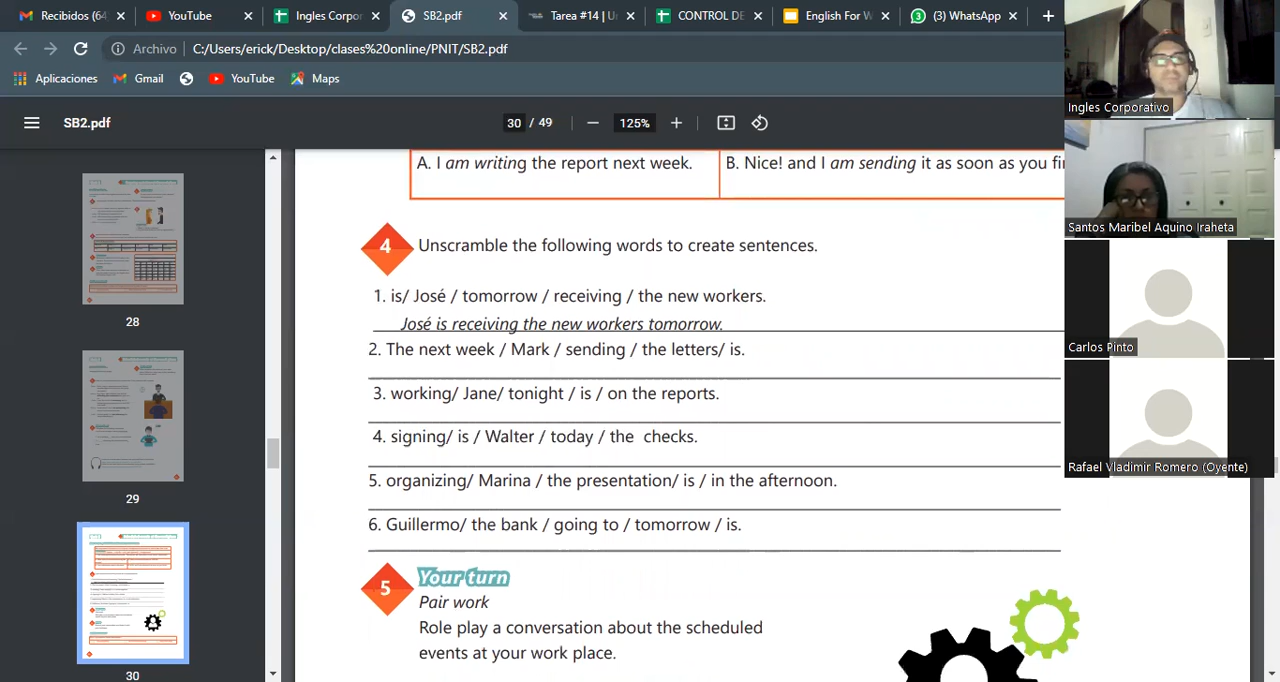 Recibidos (64
YouTube
Ingles Corpor
SB2.pdf
Tarea #14 | U
CONTROL DE
English For W
(3) WhatsApp
Archivo
C:/Users/erick/Desktop/clases%20online/PNIT/SB2.pdf
Aplicaciones
Gmail
YouTube
Maps
SB2.pdf
30 / 49
125%
28
29
30
A. I am writing the report next week.
B. Nice! and I am sending it as soon as you fi
4 Unscramble the following words to create sentences.
1. is/ José / tomorrow / receiving / the new workers.
José is receiving the new workers tomorrow.
2. The next week / Mark / sending / the letters/ is.
3. working/ Jane/ tonight / is / on the reports.
4. signing/ is / Walter / today / the checks.
5. organizing/ Marina / the presentation/ is / in the afternoon.
6. Guillermo/ the bank / going to / tomorrow / is.
5 Your turn
Pair work
Role play a conversation about the scheduled
events at your work place.
Ingles Corporativo
Santos Maribel Aquino Iraheta
Carlos Pinto
Rafael Vladimir Romero (Oyente)